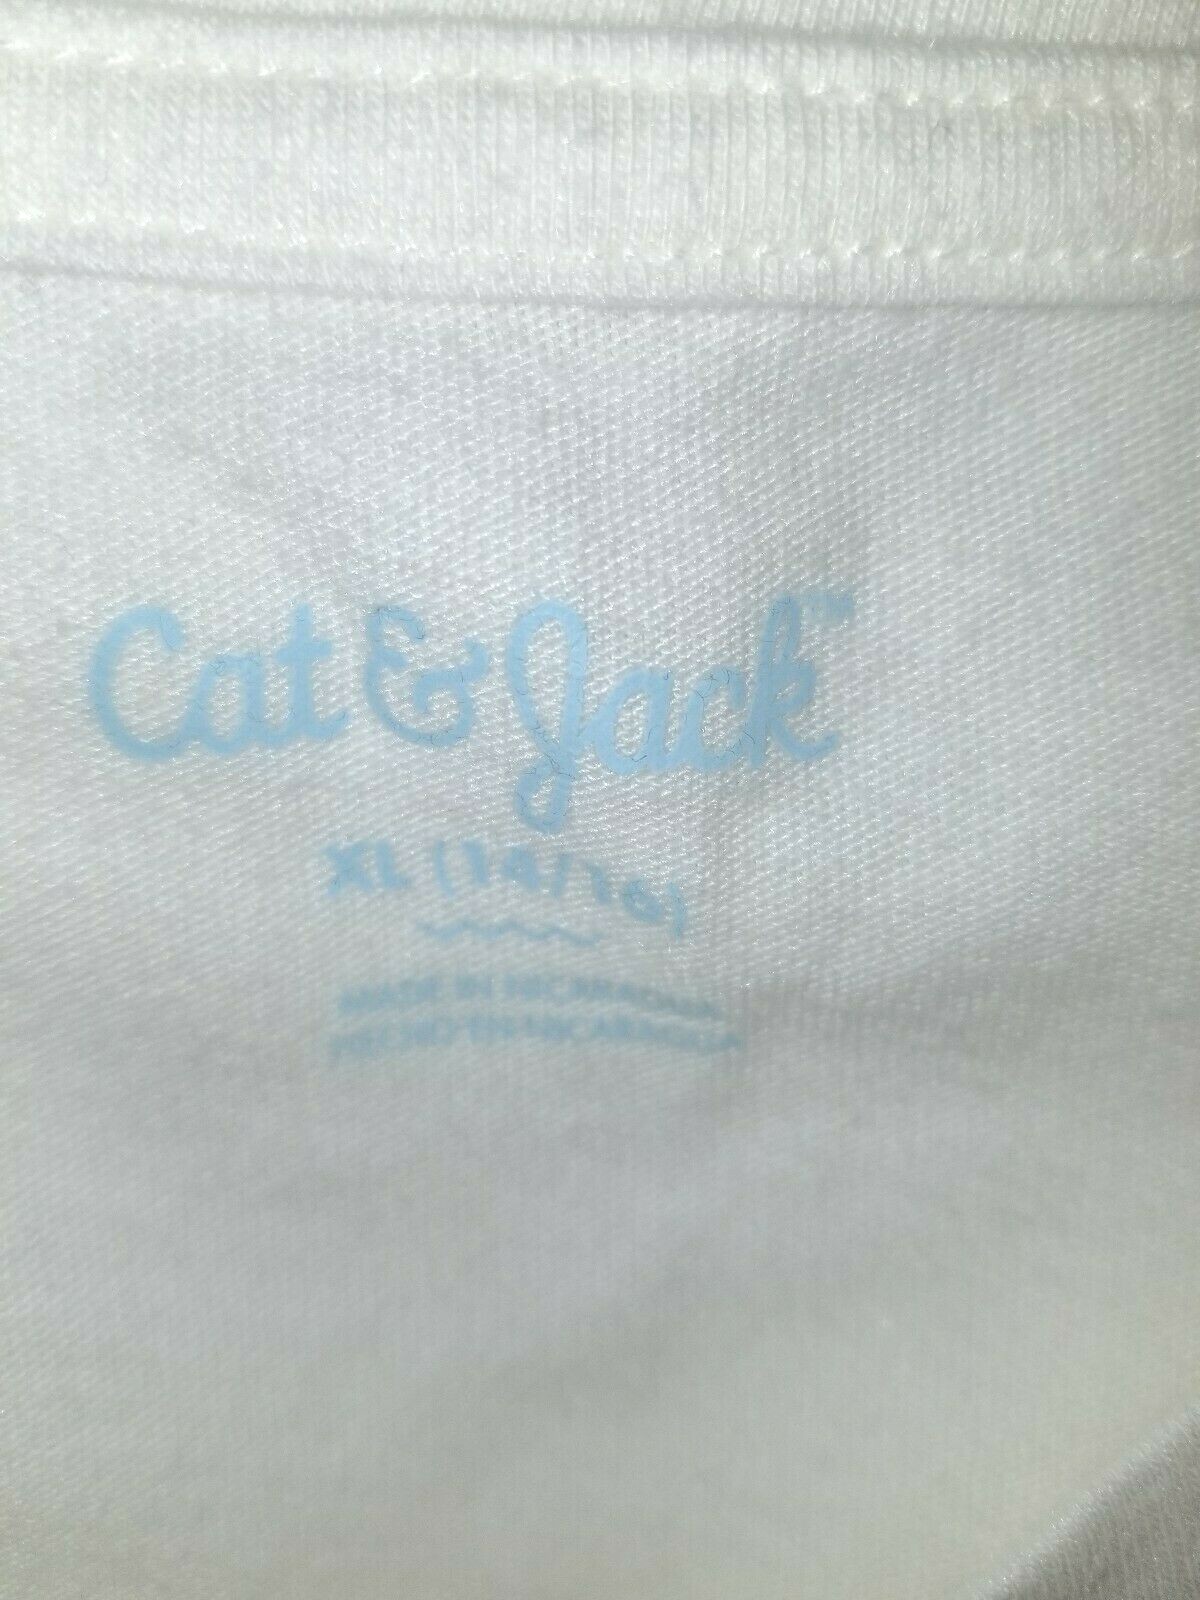 Cat & Jack™
XL (14/16)
MADE IN NICARAGUA
HECHO EN NICARAGUA